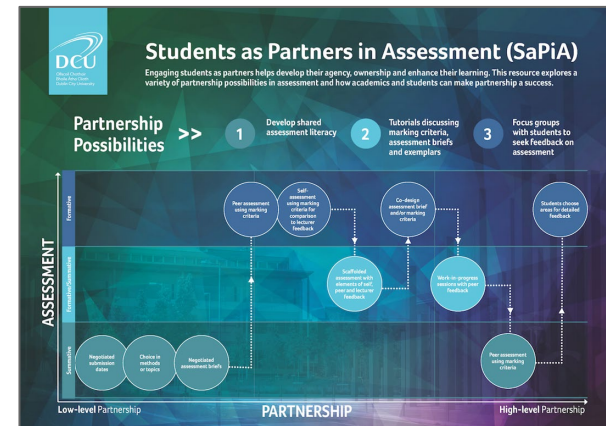 DCU
Students as Partners in Assessment (SaPiA)
Engaging students as partners helps develop their agency, ownership and enhance their learning. This resource explores a
variety of partnership possibilities in assessment and how academics and students can make partnership a success.
Partnership
Possibilities
>>
1
Develop shared
assessment literacy
2
Tutorials discussing
marking criteria,
assessment briefs
and exemplars
3
Focus groups
with students to
seek feedback on
assessment
ASSESSMENT
Formative
Peer assessment
using marking
criteria
Self-
assessment
using marking
criteria for
comparison
to lecturer
feedback
Co-design
assessment brief
and/or marking
criteria
Students choose
areas for detailed
feedback
Formative/Summative
Scaffolded
assessment with
elements of self,
peer and lecturer
feedback
Work-in-progress
sessions with peer
feedback
Summative
Negotiated
submission
dates
Choice in
methods
or topics
Negotiated
assessment briefs
Peer assessment
using marking
criteria
Low-level Partnership
PARTNERSHIP
High-level Partnership